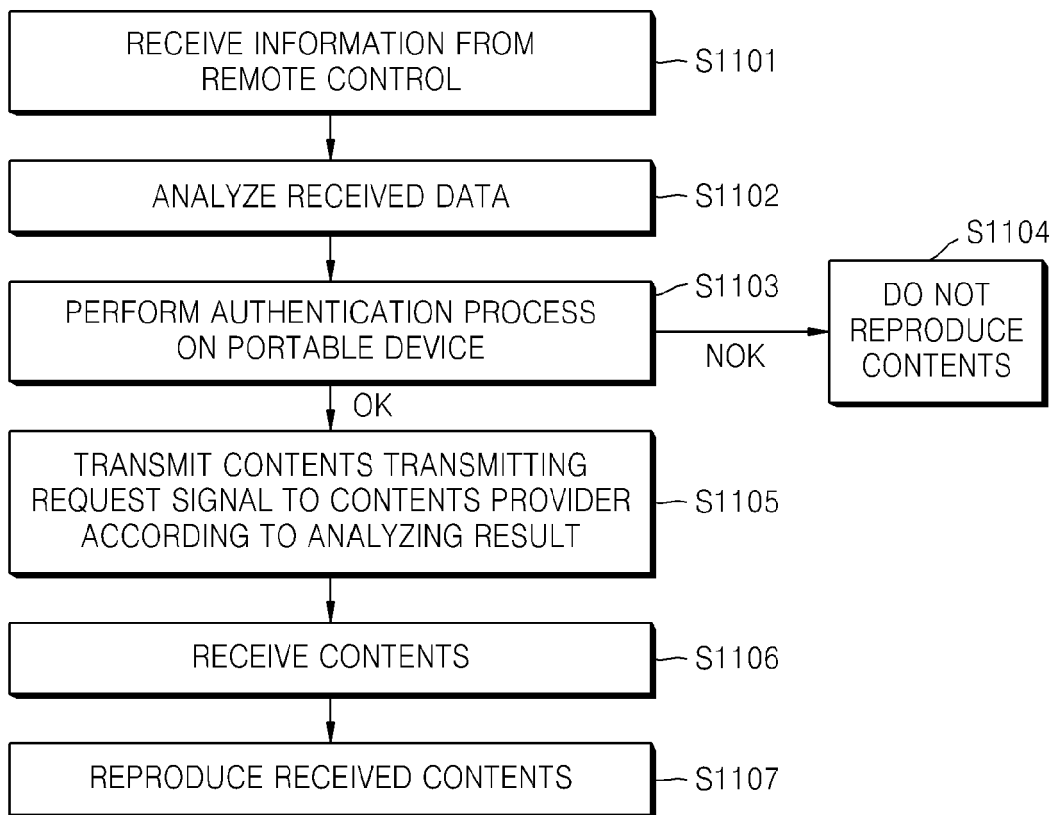 RECEIVE INFORMATION FROM
REMOTE CONTROL
S1101
ANALYZE RECEIVED DATA
S1102
PERFORM AUTHENTICATION PROCESS
ON PORTABLE DEVICE
S1103
NOK
S1104
DO NOT
REPRODUCE
CONTENTS
OK
TRANSMIT CONTENTS TRANSMITTING
REQUEST SIGNAL TO CONTENTS PROVIDER
ACCORDING TO ANALYZING RESULT
S1105
RECEIVE CONTENTS
S1106
REPRODUCE RECEIVED CONTENTS
S1107